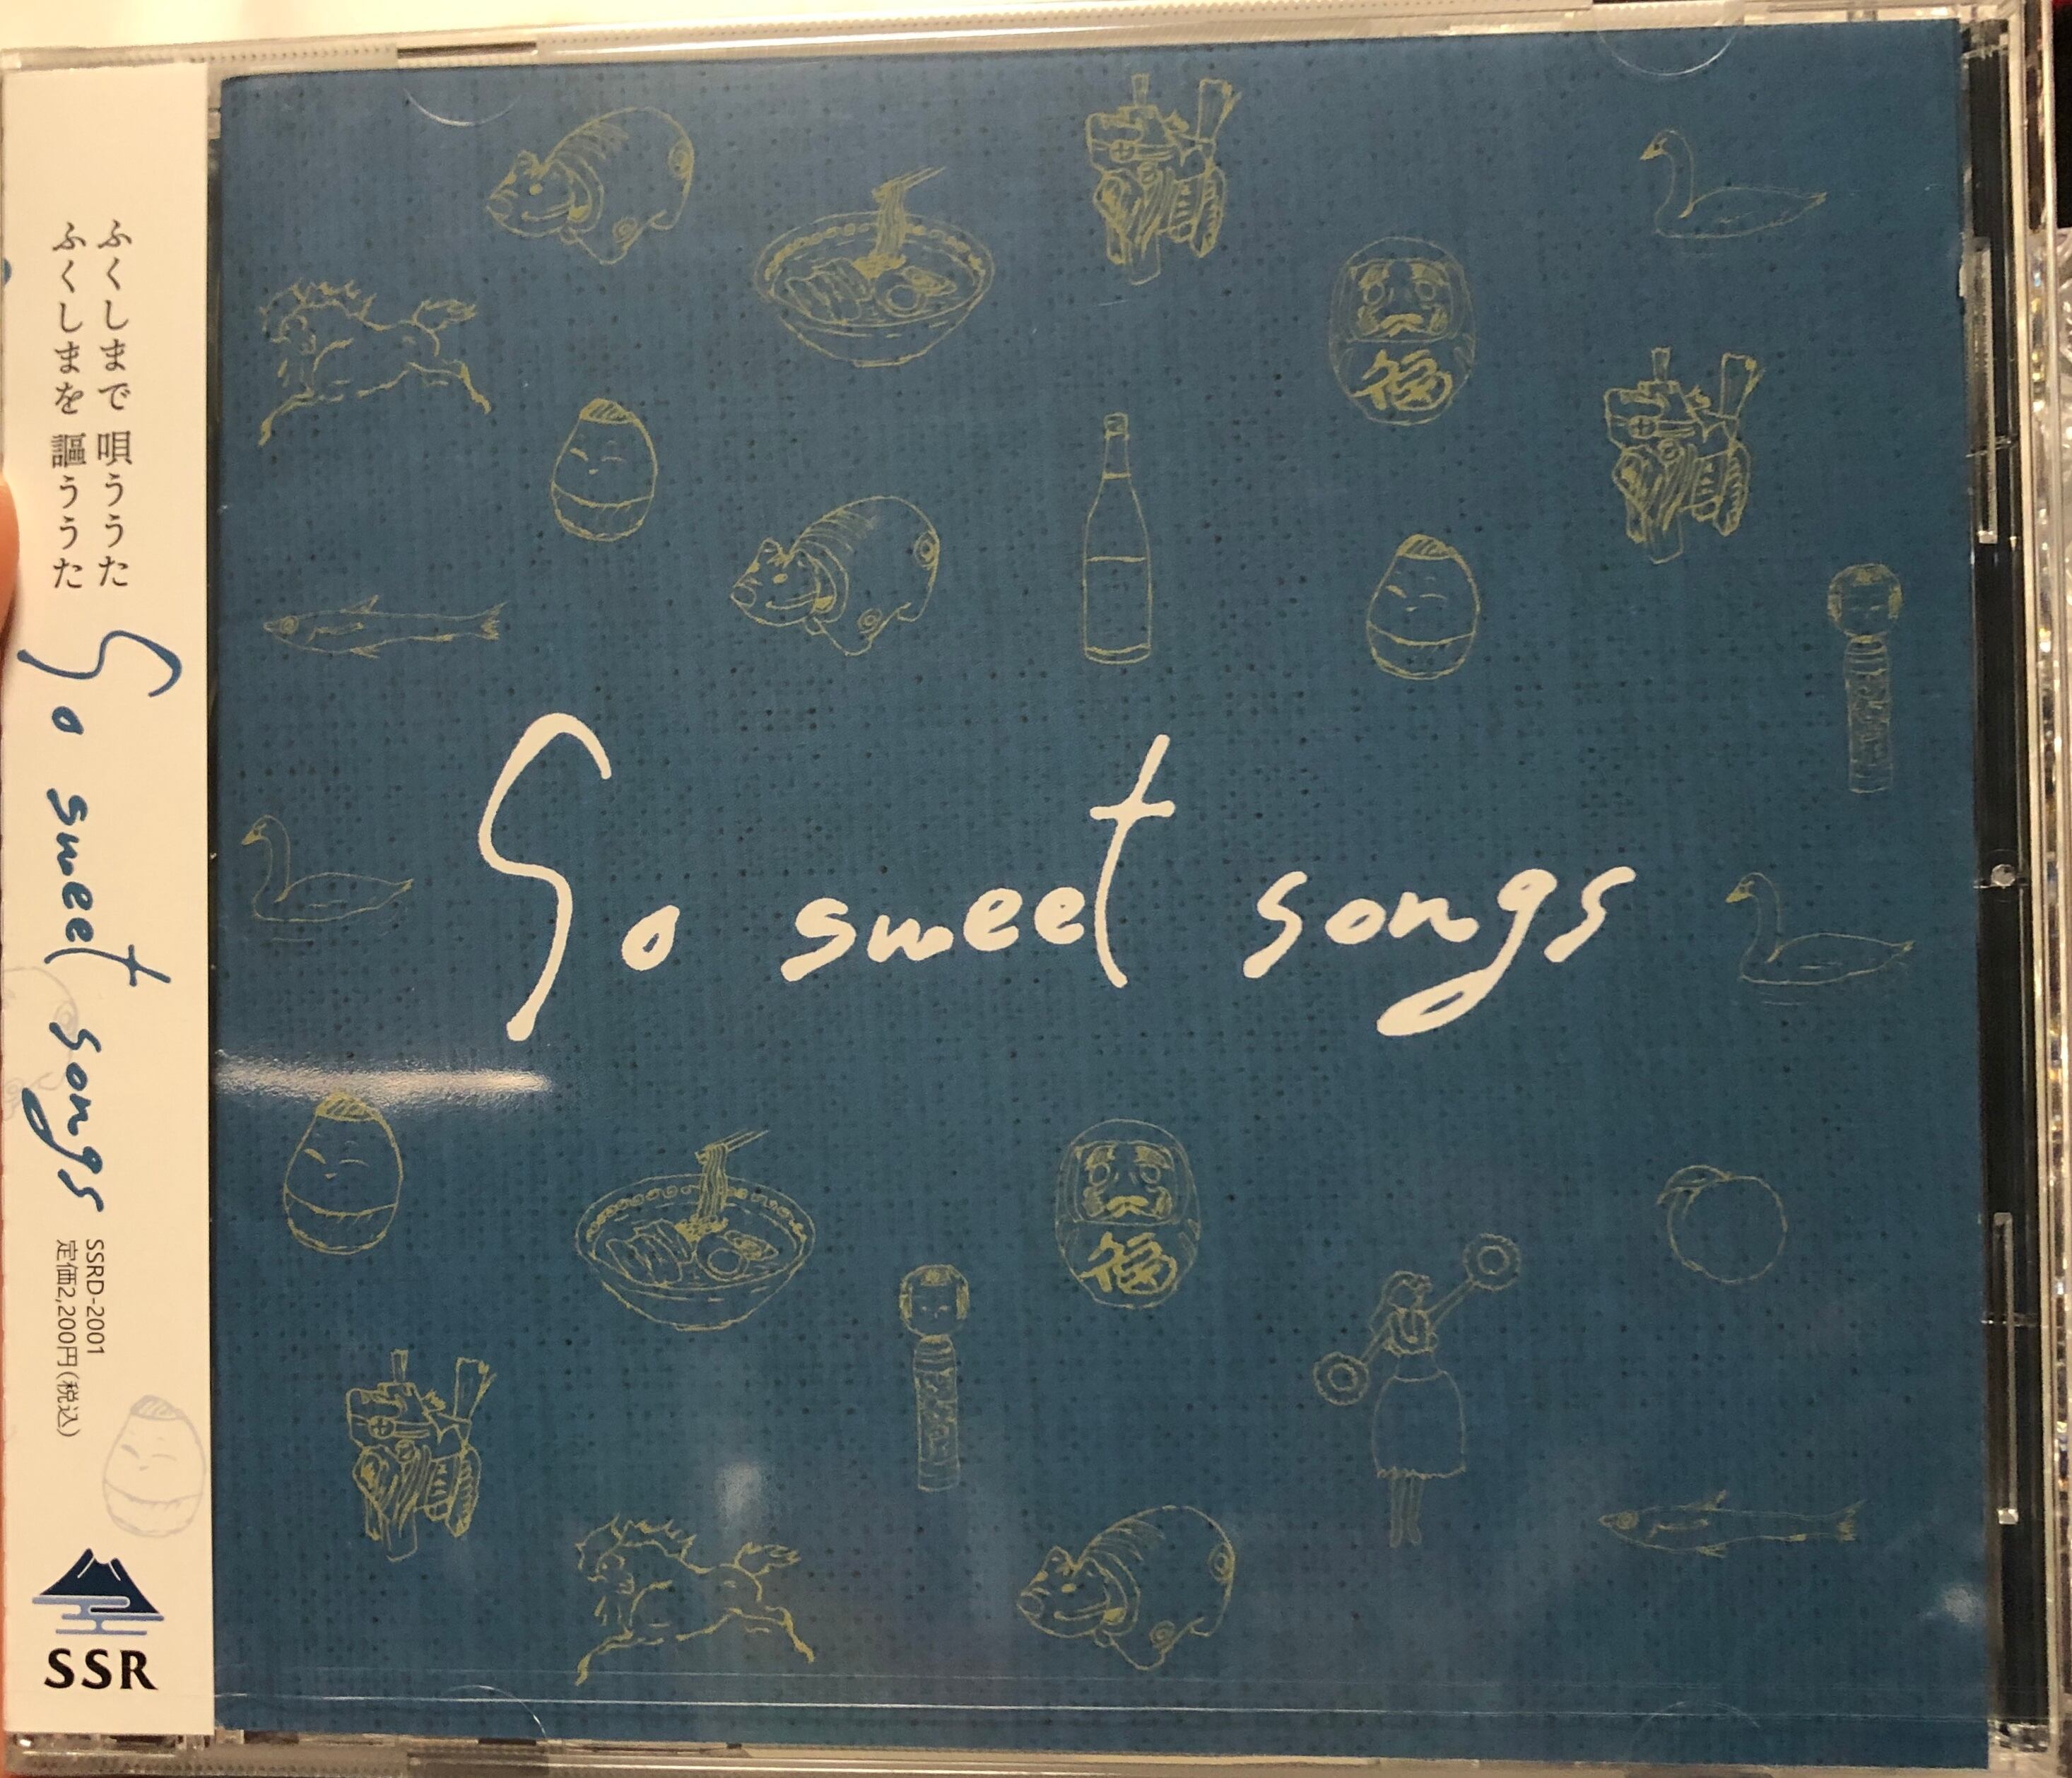 ふくしまで 唄ううた
ふくしまを 謳ううた
So sweet songs
SSRD-2001
定価2,200円(税込)
SSR
福
So sweet songs
福